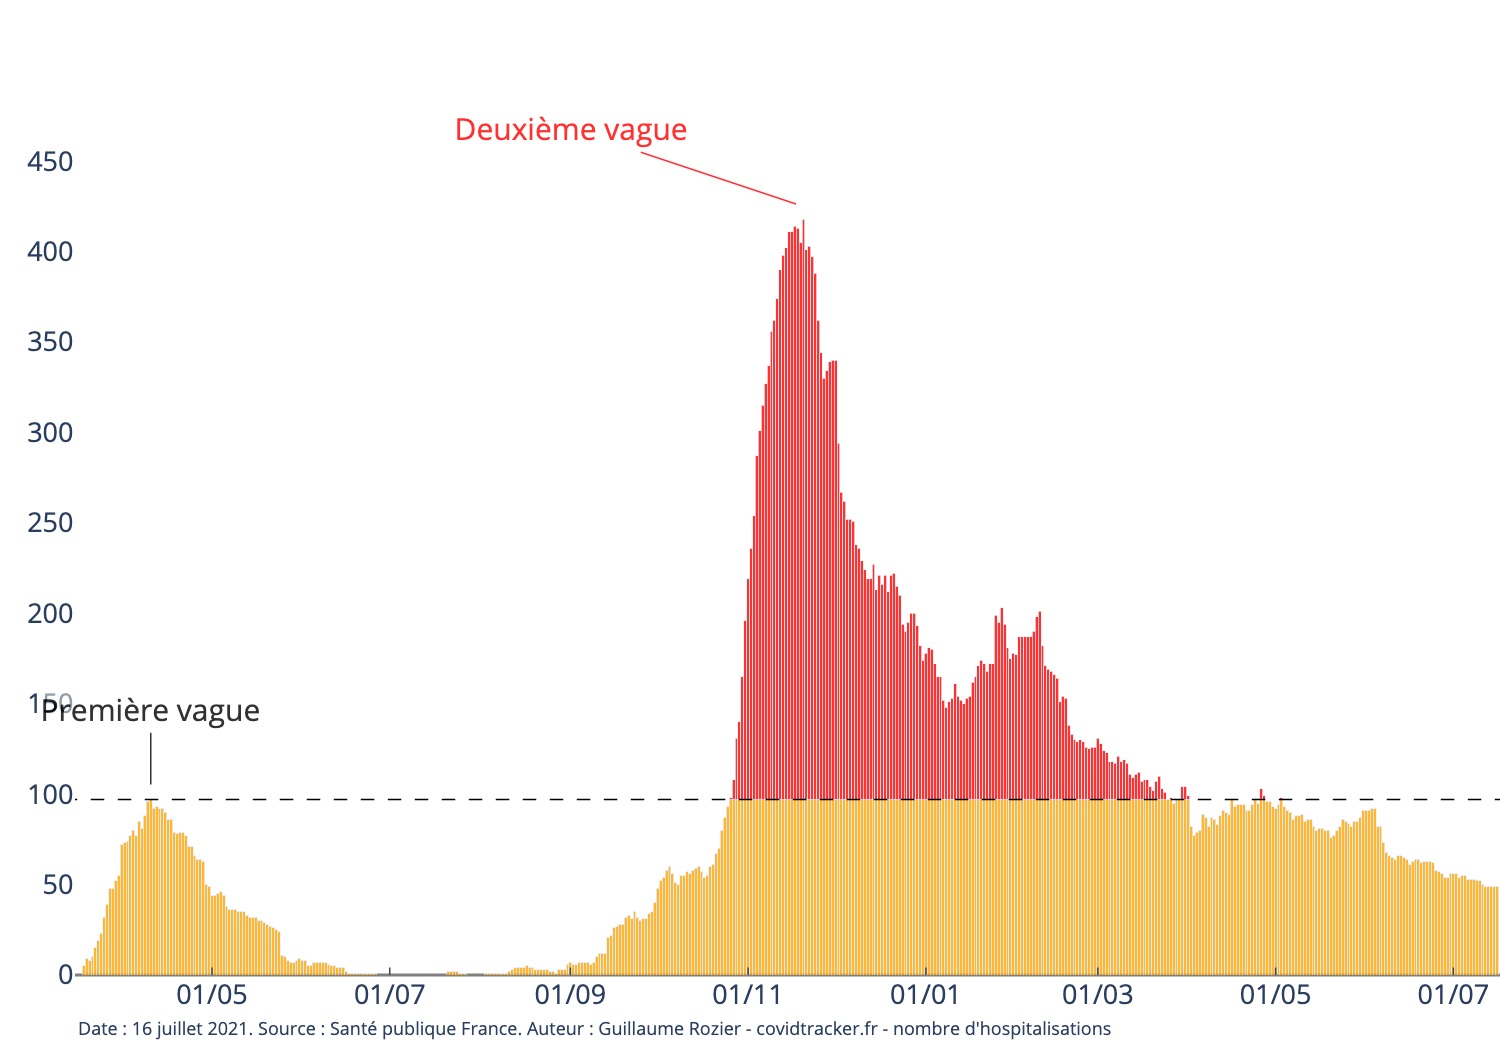 Deuxième vague
450
400
350
300
250
200
150
Première vague
100
50
0
01/05 01/07 01/09 01/11 01/01 01/03 01/05 01/07
Date : 16 juillet 2021. Source : Santé publique France. Auteur : Guillaume Rozier - covidtracker.fr - nombre d'hospitalisations